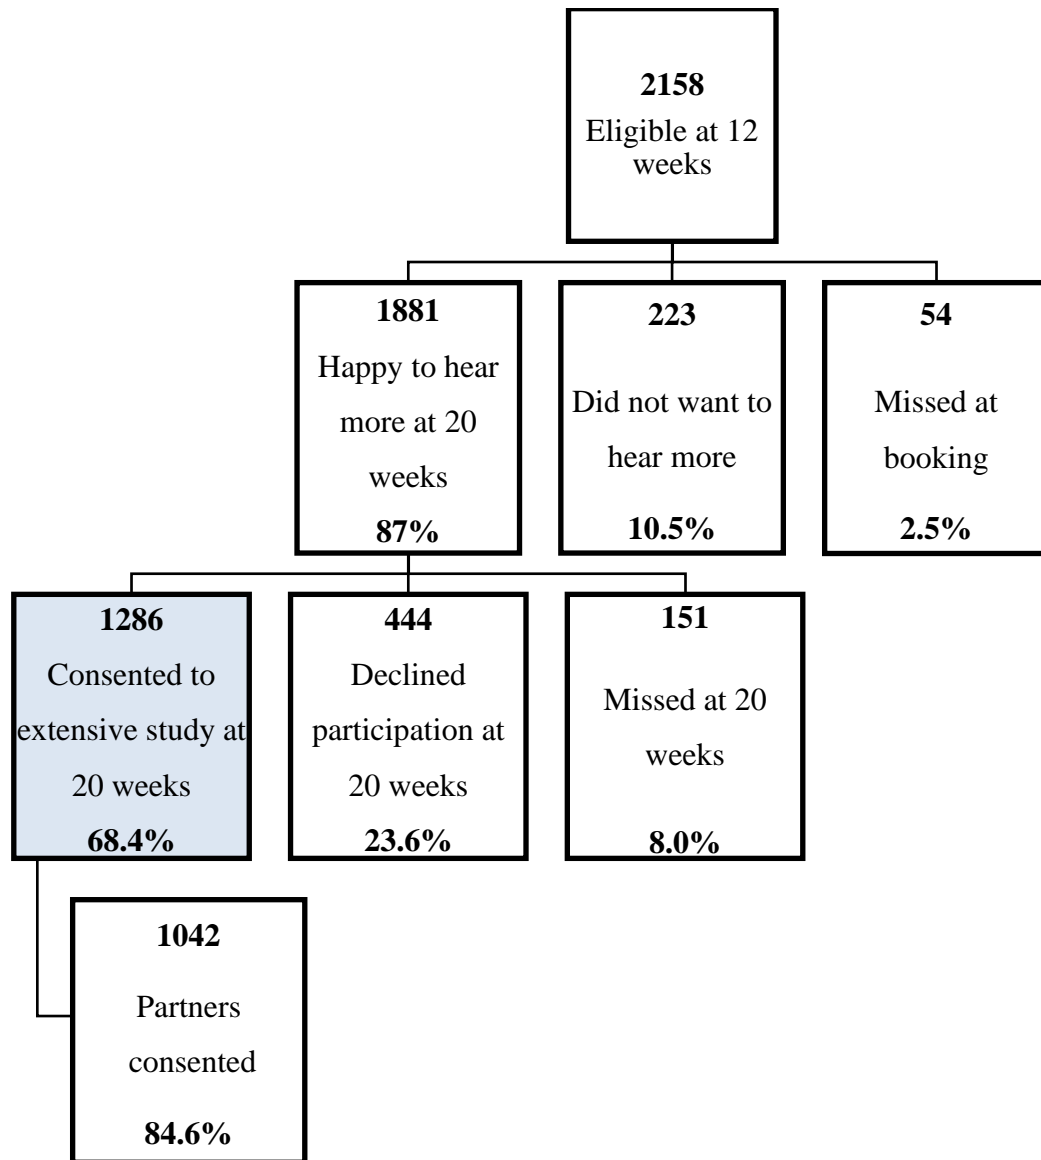 2158
Eligible at 12
weeks
1881
Happy to hear
more at 20
weeks
87%
223
Did not want to
hear more
10.5%
54
Missed at
booking
2.5%
1286
Consented to
extensive study at
20 weeks
68.4%
444
Declined
participation at
20 weeks
23.6%
151
Missed at 20
weeks
8.0%
1042
Partners
consented
84.6%